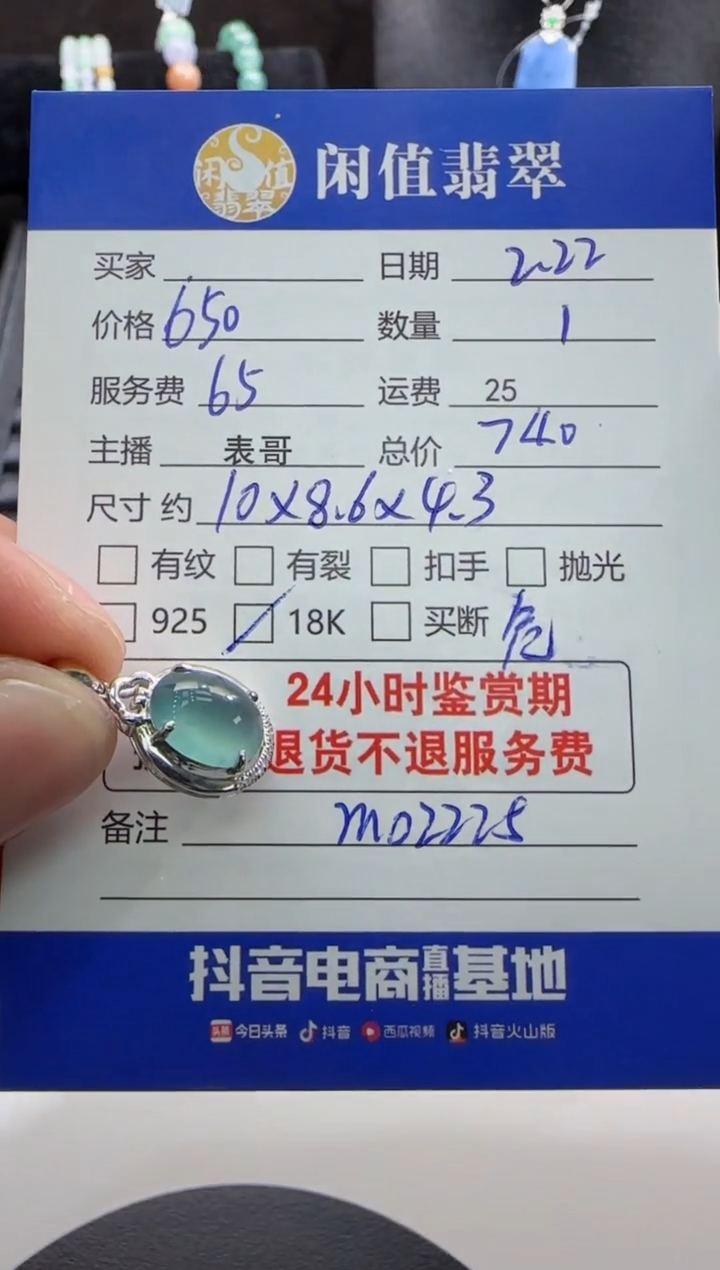 闲值翡翠 闲值翡翠
买家 日期 2.22
价格 650 数量 1
服务费 65 运费 25
主播 表哥 总价 740
尺寸 约 10x8.6x4.3
有纹 有裂 扣手 抛光
925 18K 买断 危
24小时鉴赏期
退货不退服务费
备注 m02225
抖音电商直播基地
头条 今日头条 抖音 西瓜视频 抖音火山版